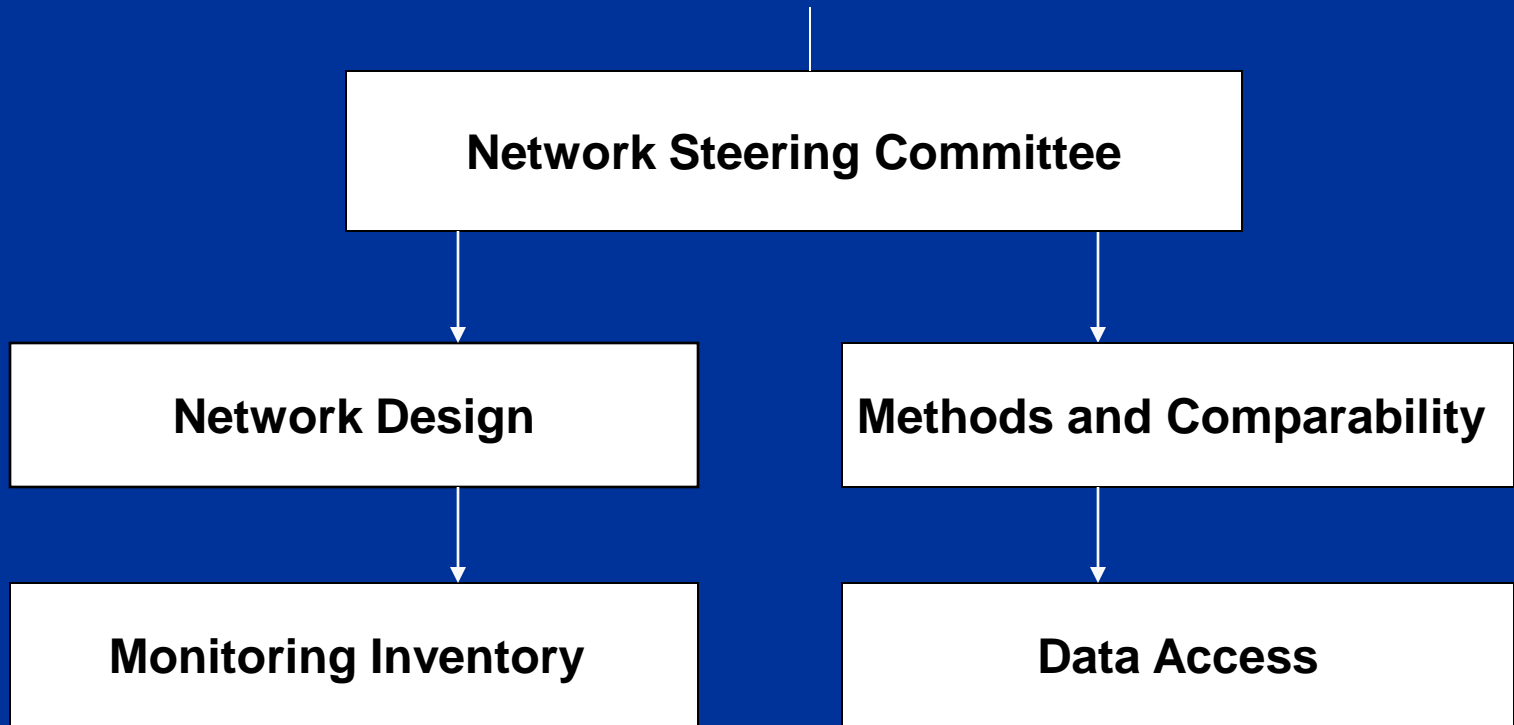 Network Steering Committee
Network Design
Methods and Comparability
Monitoring Inventory
Data Access